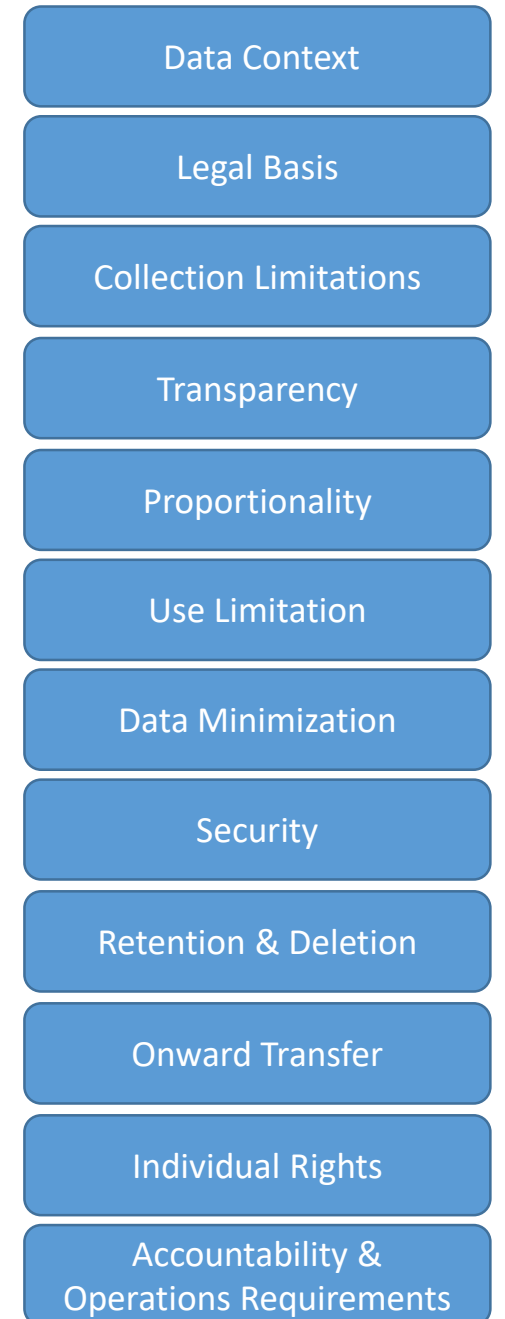 Data Context
Legal Basis
Collection Limitations
Transparency
Proportionality
Use Limitation
Data Minimization
Security
Retention & Deletion
Onward Transfer
Individual Rights
Accountability &
Operations Requirements